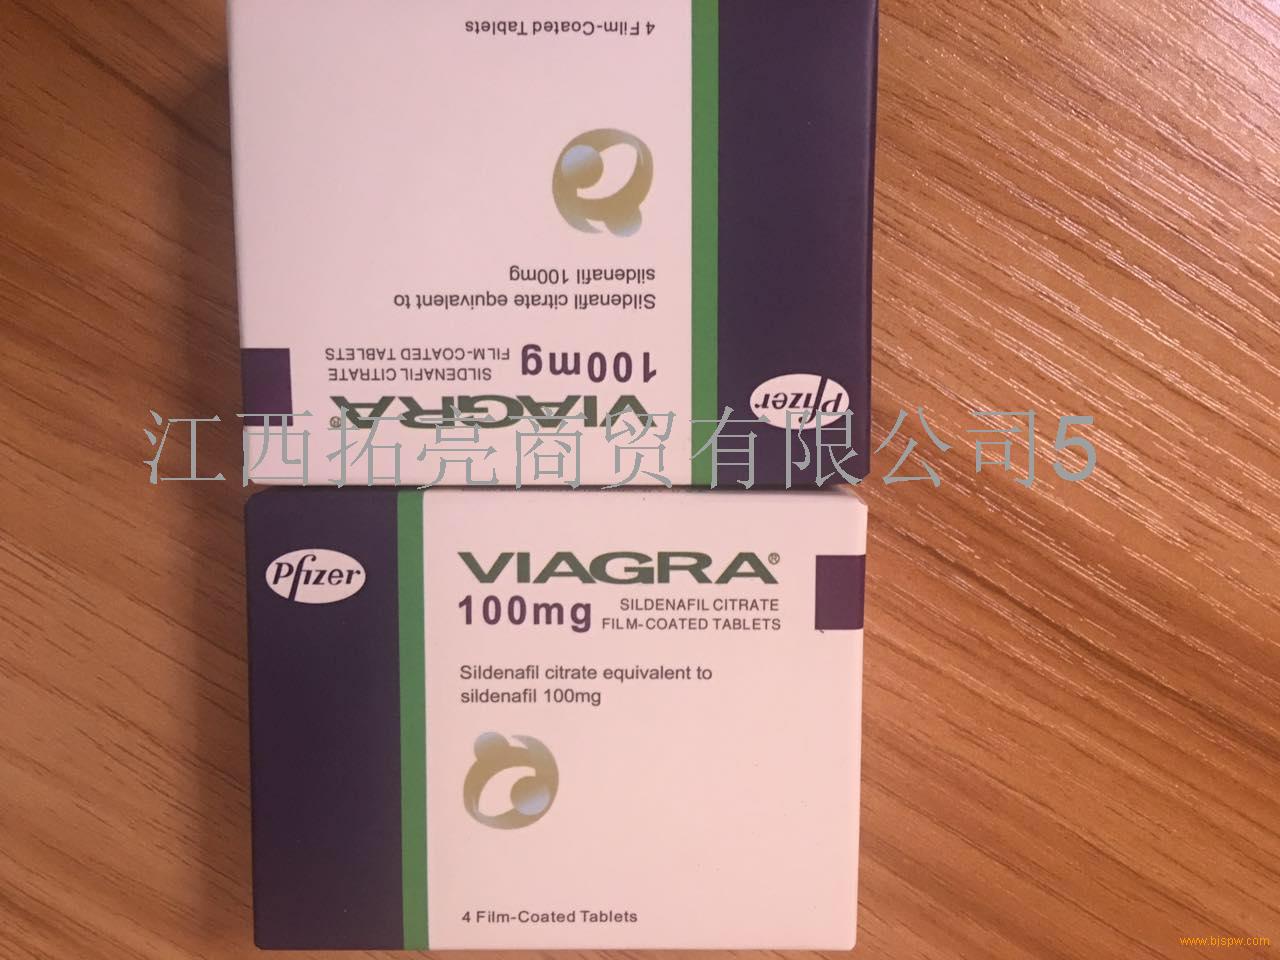 4 Film-Coated Tablets
sildenafil 100mg
Sildenafil citrate equivalent to
FILM-COATED TABLETS
SILDENAFIL CITRATE
100mg
VIAGRA®
Pfizer
江西拓亮商贸有限公司5
Pfizer
VIAGRA®
100mg
SILDENAFIL CITRATE
FILM-COATED TABLETS
Sildenafil citrate equivalent to
sildenafil 100mg
4 Film-Coated Tablets
www.bjspw.com